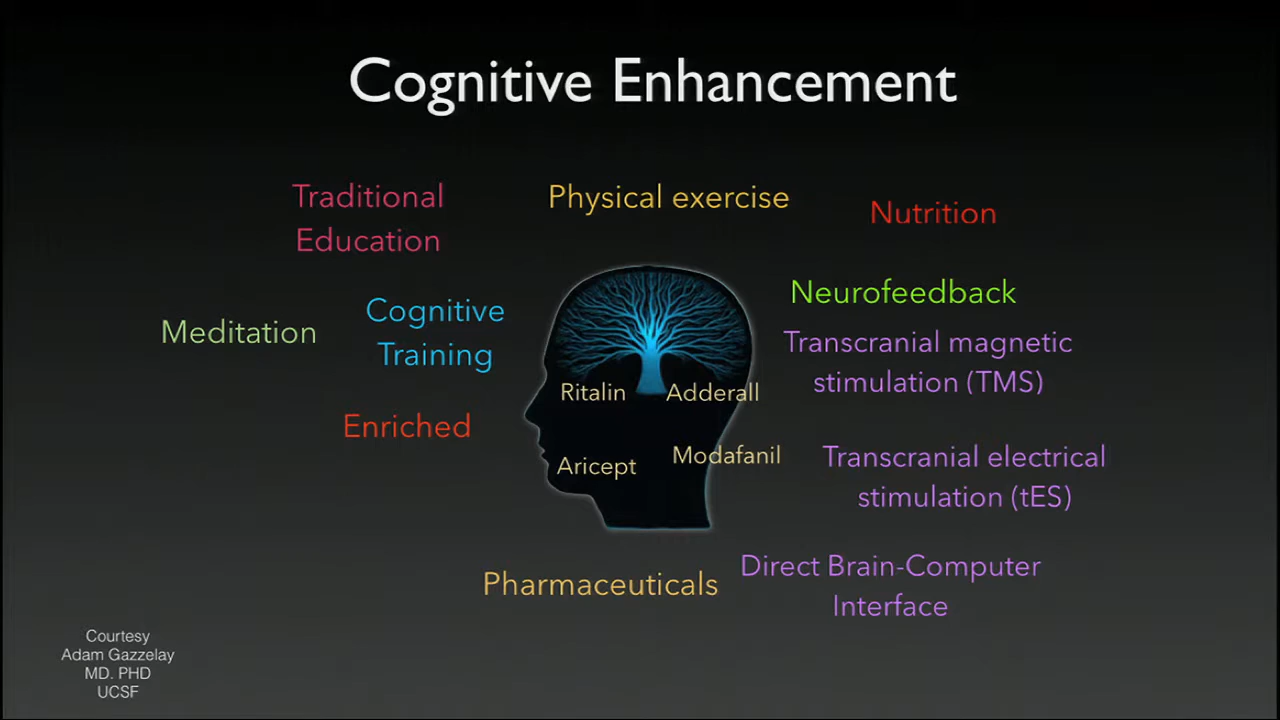 Cognitive Enhancement
Traditional
Education
Physical exercise
Nutrition
Neurofeedback
Meditation
Cognitive
Training
Transcranial magnetic
stimulation (TMS)
Ritalin
Adderall
Enriched
Aricept
Modafanil
Transcranial electrical
stimulation (tES)
Pharmaceuticals
Direct Brain-Computer
Interface
Courtesy
Adam Gazzelay
MD. PHD
UCSF